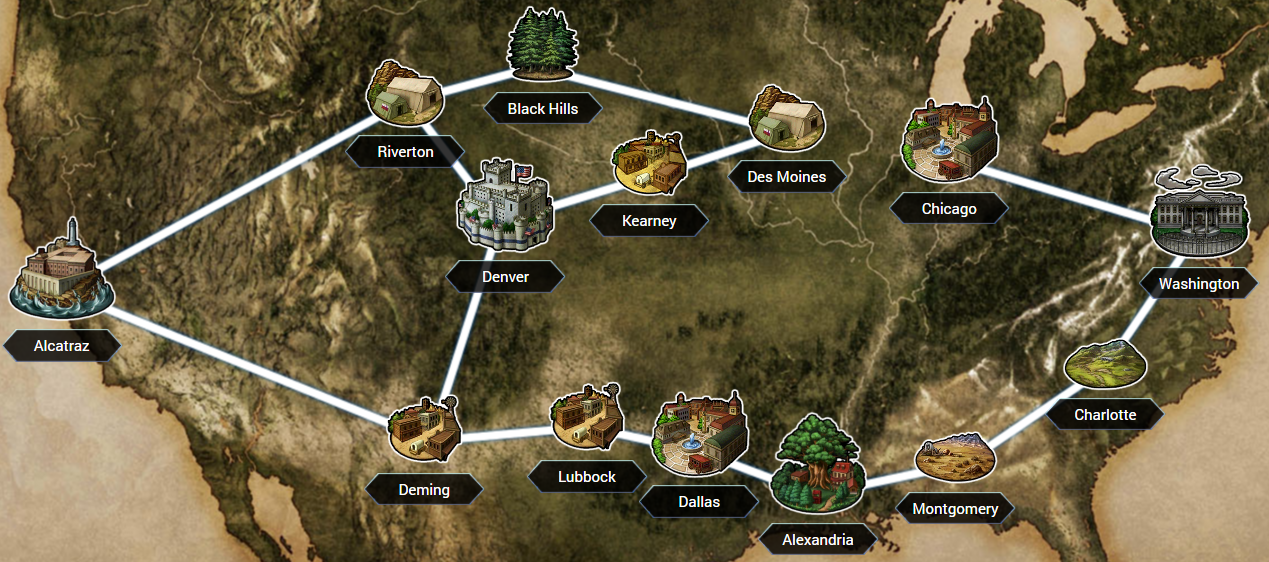 Black Hills
Riverton
Des Moines
Kearney
Chicago
Denver
Washington
Alcatraz
Charlotte
Lubbock
Deming
Dallas
Montgomery
Alexandria